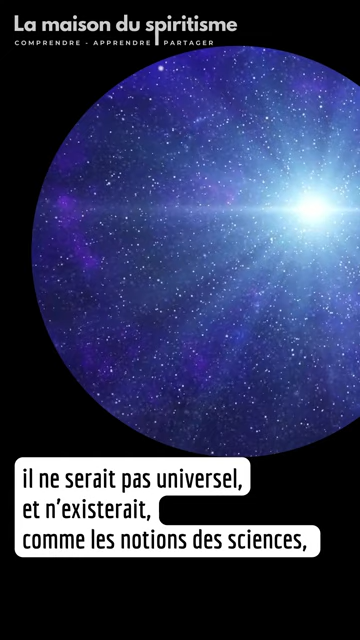 La maison du spiritisme
COMPRENDRE - APPRENDRE PARTAGER
il ne serait pas universel,
et n'existerait,
comme les notions des sciences,